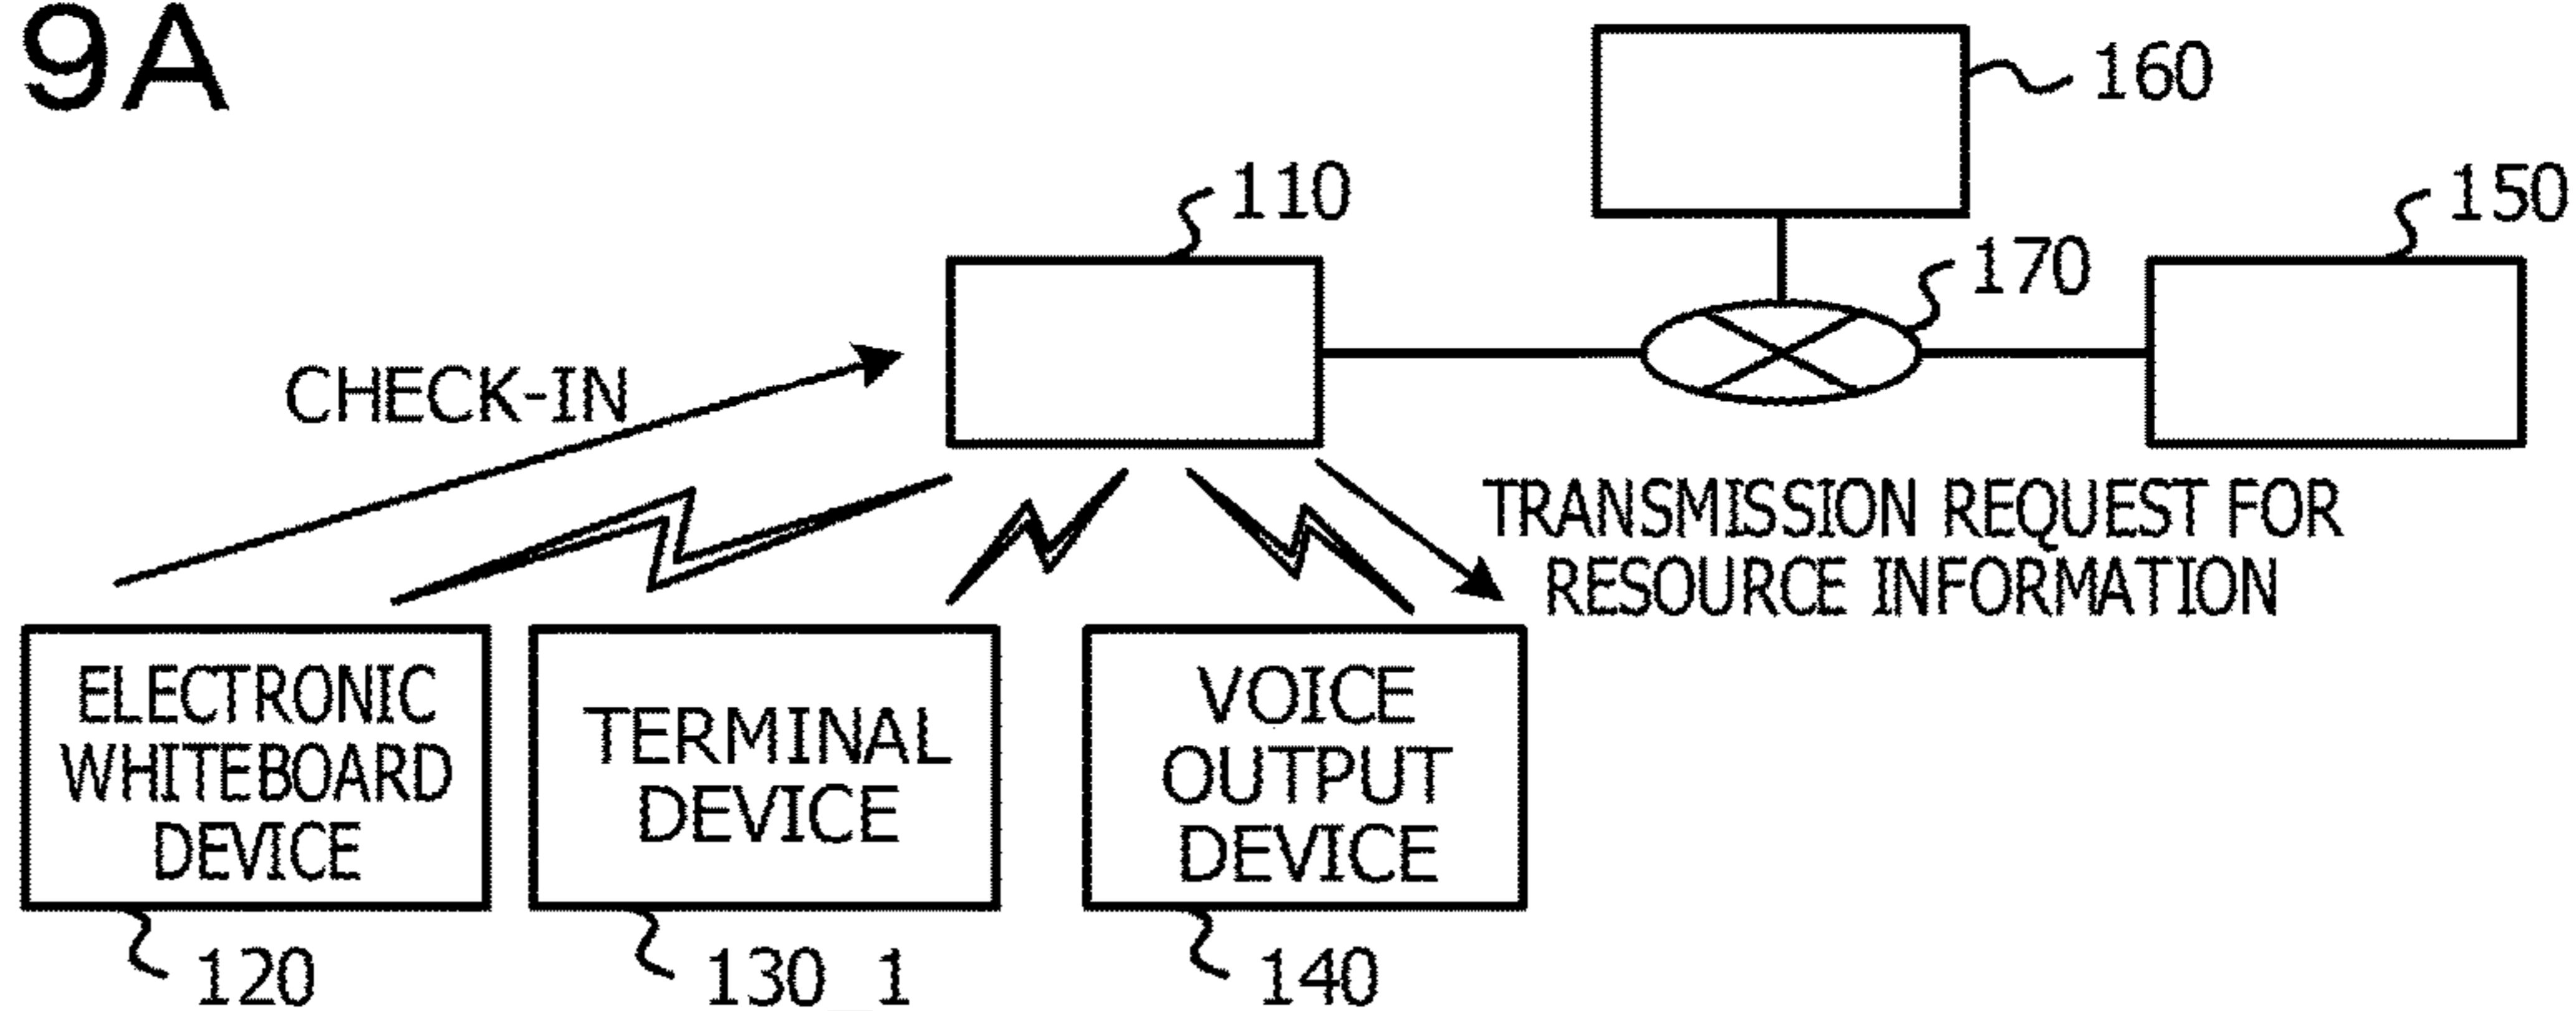 9A
160
110
150
170
CHECK-IN
TRANSMISSION REQUEST FOR
RESOURCE INFORMATION
ELECTRONIC
WHITEBOARD
DEVICE
TERMINAL
DEVICE
VOICE
OUTPUT
DEVICE
120
130_1
140